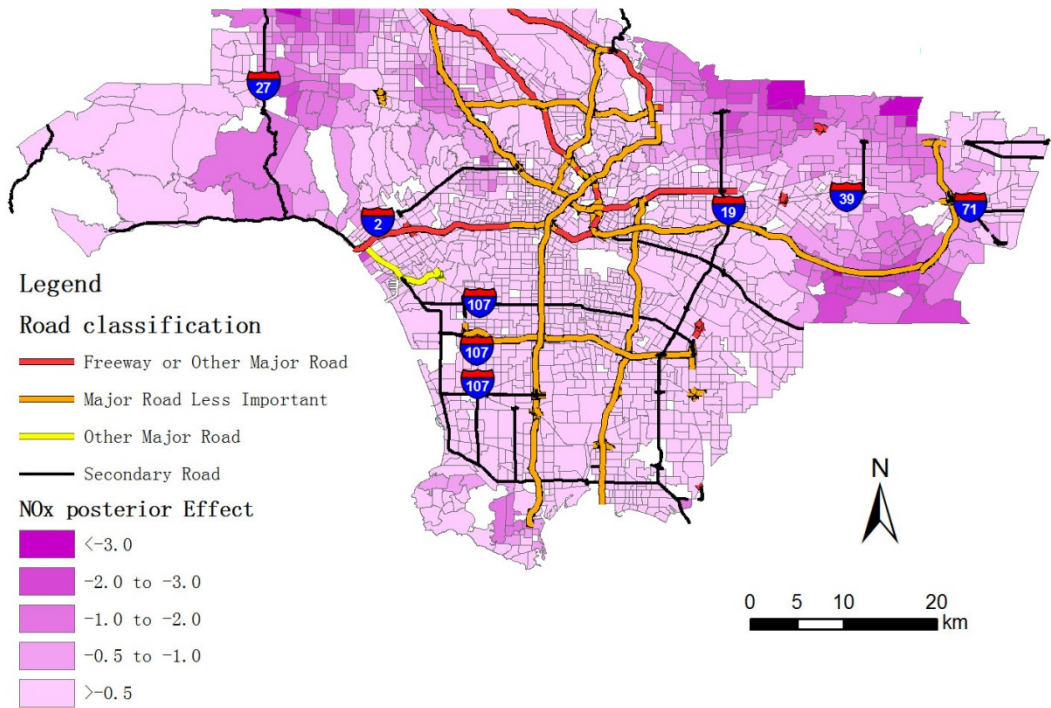 27
39
2
19
71
Legend
107
Road classification
Freeway or Other Major Road
107
107
Major Road Less Important
Other Major Road
Secondary Road
N
NOx posterior Effect
<-3.0
-2.0 to -3.0
-1.0 to -2.0
0 5 10 20
km
-0.5 to -1.0
>-0.5